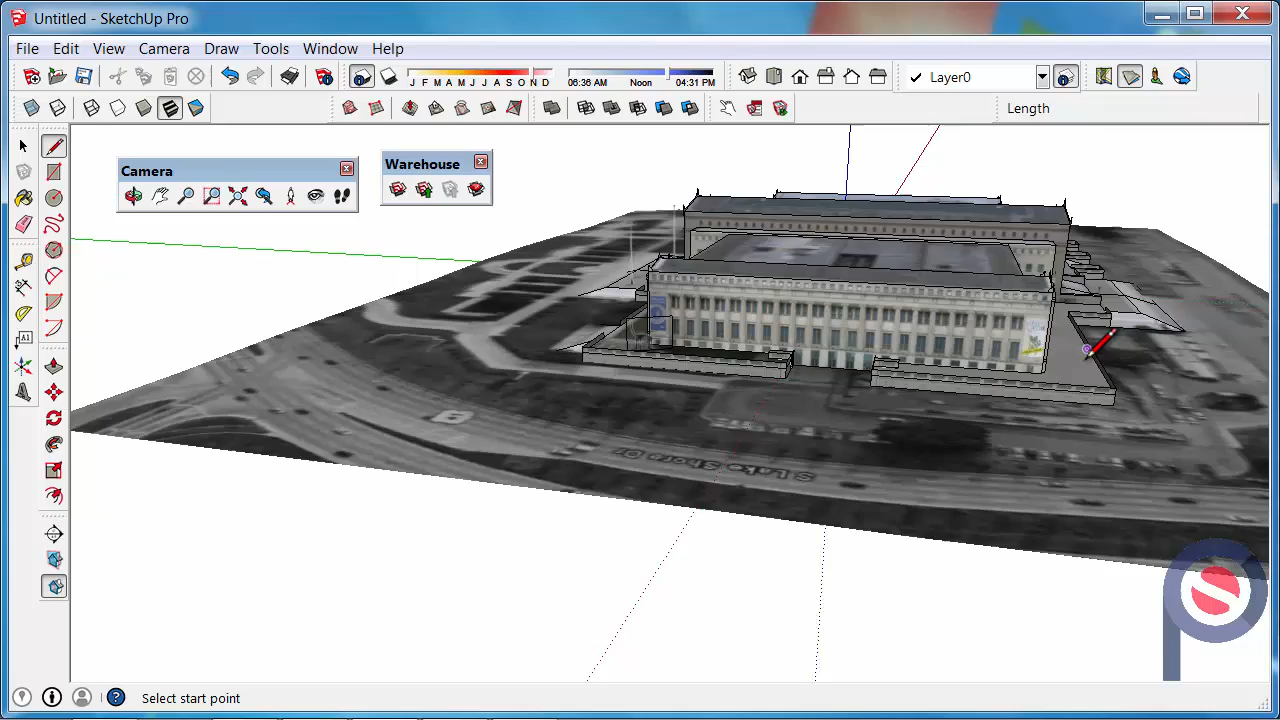 Untitled - SketchUp Pro
File Edit View Camera Draw Tools Window Help
J F M A M J J A S O N D
06:36 AM Noon 04:31 PM
Layer0
Length
Camera
Warehouse
A1
S Lake Shore Dr
Select start point